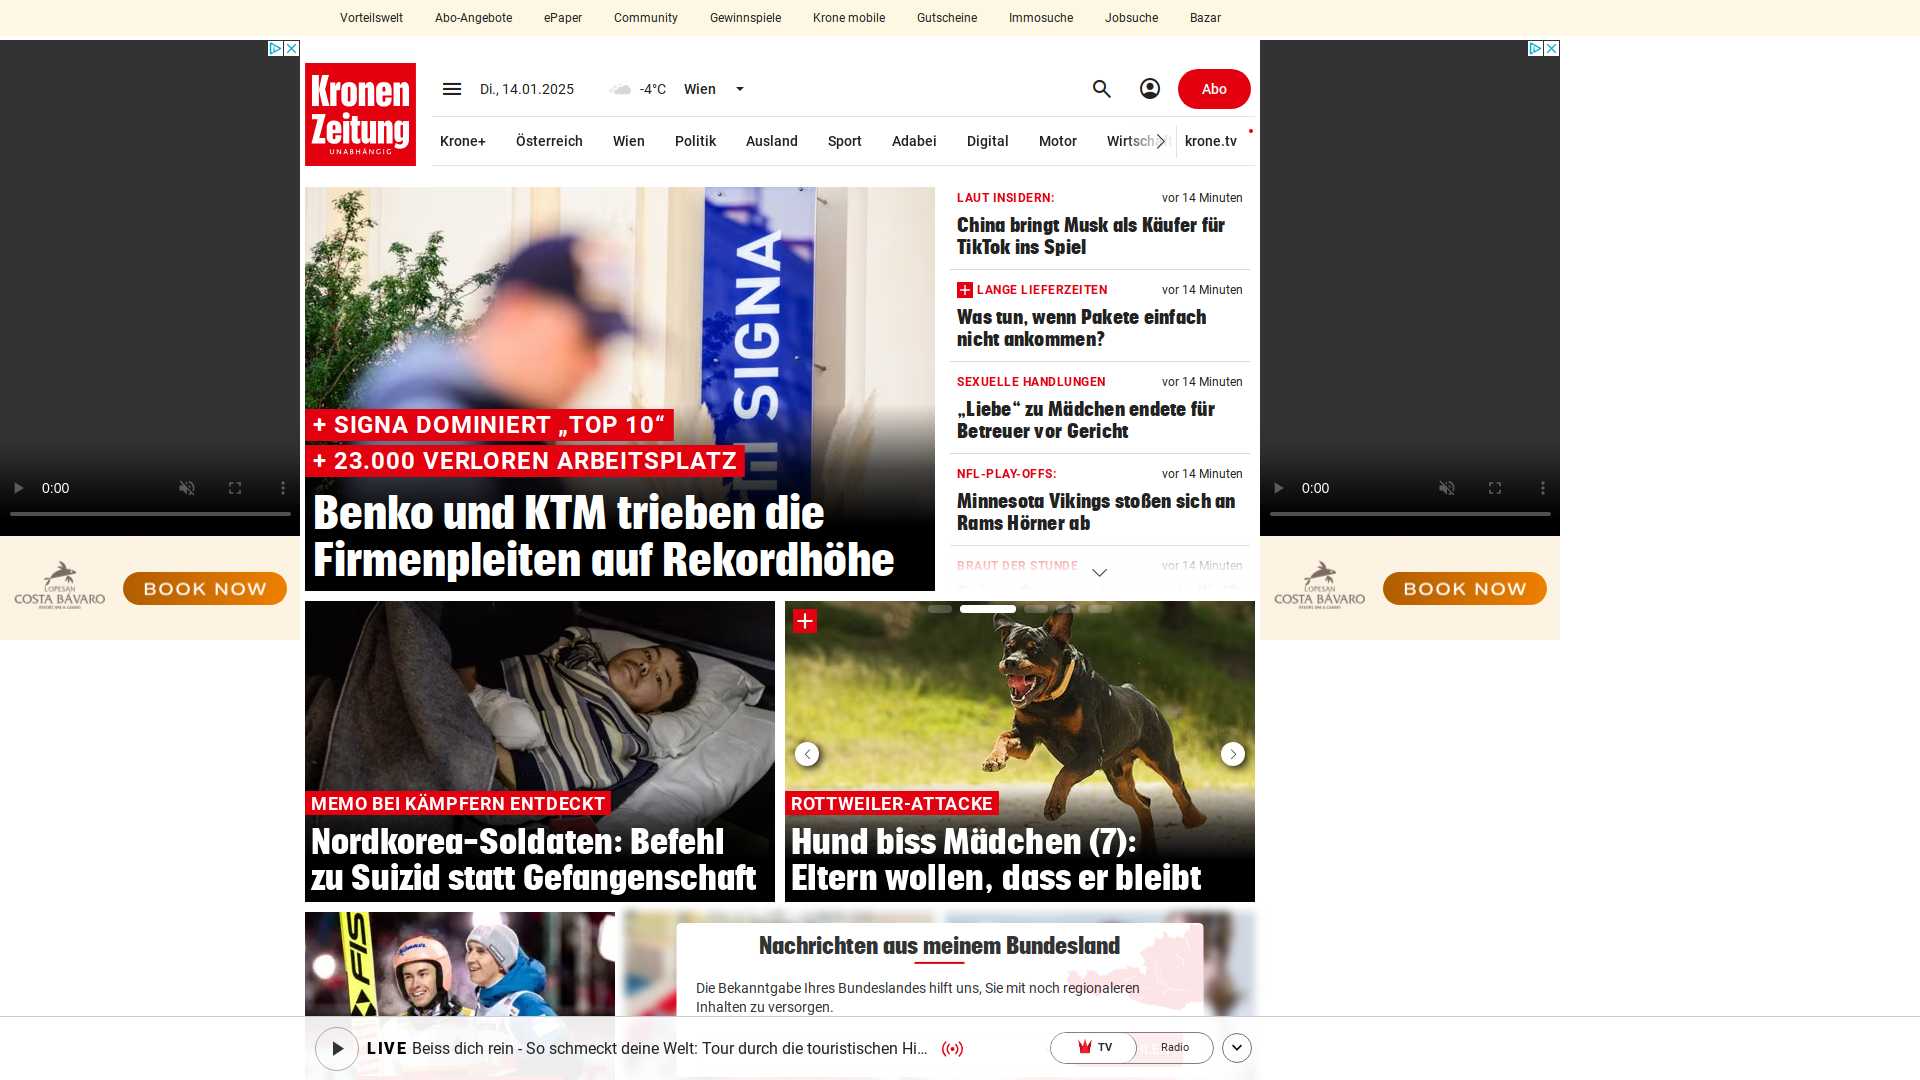 Vorteilswelt
Abo-Angebote
ePaper
Community
Gewinnspiele
Krone mobile
Gutscheine
Immosuche
Jobsuche
Bazar
Kronen
Zeitung
UNABHÄNGIG
Di., 14.01.2025
-4°C
Wien
Abo
Krone+
Österreich
Wien
Politik
Ausland
Sport
Adabei
Digital
Motor
krone.tv
SIGNA
+ SIGNA DOMINIERT „TOP 10“
+ 23.000 VERLOREN ARBEITSPLATZ
Benko und KTM trieben die
Firmenpleiten auf Rekordhöhe
LAUT INSIDERN:
vor 14 Minuten
China bringt Musk als Käufer für
TikTok ins Spiel
LANGE LIEFERZEITEN
vor 14 Minuten
Was tun, wenn Pakete einfach
nicht ankommen?
SEXUELLE HANDLUNGEN
vor 14 Minuten
„Liebe“ zu Mädchen endete für
Betreuer vor Gericht
NFL-PLAY-OFFS:
vor 14 Minuten
Minnesota Vikings stoßen sich an
Rams Hörner ab
BRAUT DER STUNDE
vor 14 Minuten
0:00
LOPESAN
COSTA BÁVARO
RESORT SPA & CASINO
BOOK NOW
0:00
LOPESAN
COSTA BÁVARO
RESORT SPA & CASINO
BOOK NOW
MEMO BEI KÄMPFERN ENTDECKT
Nordkorea-Soldaten: Befehl
zu Suizid statt Gefangenschaft
ROTTWEILER-ATTACKE
Hund biss Mädchen (7):
Eltern wollen, dass er bleibt
FIS
Nachrichten aus meinem Bundesland
Die Bekanntgabe Ihres Bundeslandes hilft uns, Sie mit noch regionaleren
Inhalten zu versorgen.
LIVE Beiss dich rein - So schmeckt deine Welt: Tour durch die touristischen Hi...
TV
Radio